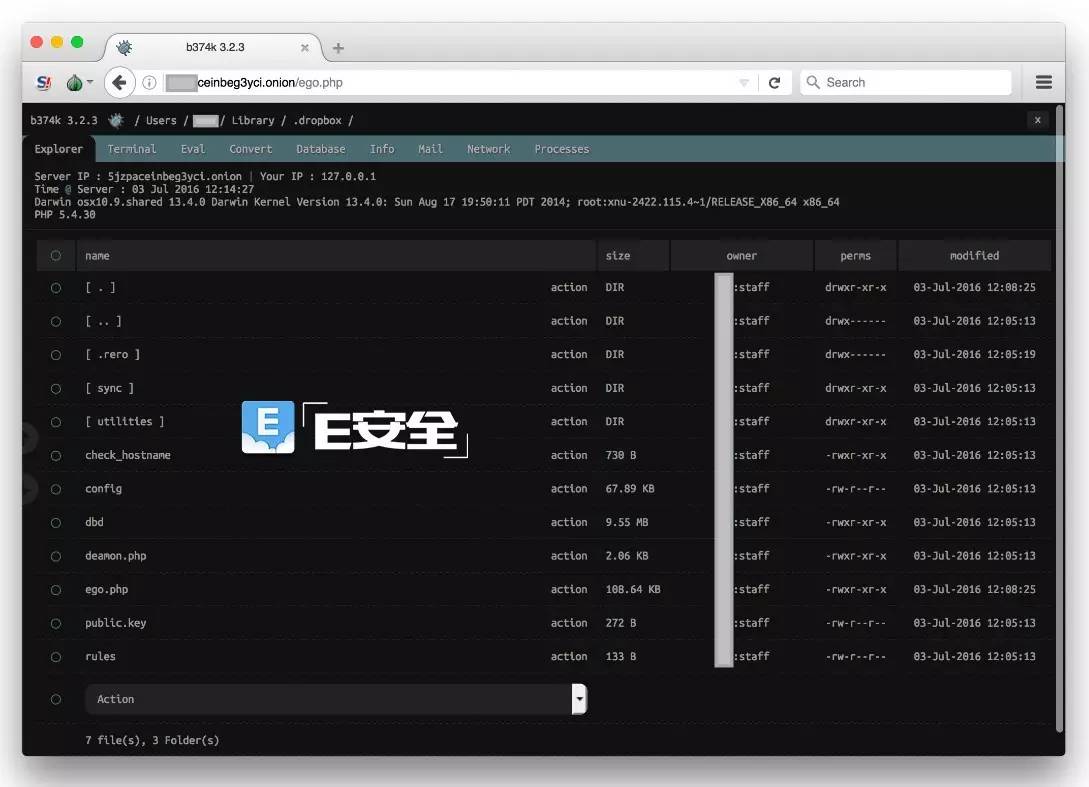 b374k 3.2.3
ceinbeg3yci.onion/ego.php
Search
b374k 3.2.3 / Users / / Library / .dropbox / x
Explorer Terminal Eval Convert Database Info Mail Network Processes
Server IP : 5jzpaceinbeg3yci.onion | Your IP : 127.0.0.1
Time @ Server : 03 Jul 2016 12:14:27
Darwin osx10.9.shared 13.4.0 Darwin Kernel Version 13.4.0: Sun Aug 17 19:50:11 PDT 2014; root:xnu-2422.115.4~1/RELEASE_X86_64 x86_64
PHP 5.4.30
name size owner perms modified
[ . ] action DIR :staff drwxr-xr-x 03-Jul-2016 12:08:25
[ .. ] action DIR :staff drwx------ 03-Jul-2016 12:05:13
[ .rero ] action DIR :staff drwx------ 03-Jul-2016 12:05:19
[ sync ] action DIR :staff drwxr-xr-x 03-Jul-2016 12:05:13
[ utilities ] action DIR :staff drwxr-xr-x 03-Jul-2016 12:05:13
E E安全
check_hostname action 730 B :staff -rwxr-xr-x 03-Jul-2016 12:05:13
config action 67.89 KB :staff -rw-r--r-- 03-Jul-2016 12:05:13
dbd action 9.55 MB :staff -rwxr-xr-x 03-Jul-2016 12:05:13
deamon.php action 2.06 KB :staff -rwxr-xr-x 03-Jul-2016 12:05:13
ego.php action 108.64 KB :staff -rwxr-xr-x 03-Jul-2016 12:08:25
public.key action 272 B :staff -rw-r--r-- 03-Jul-2016 12:05:13
rules action 133 B :staff -rw-r--r-- 03-Jul-2016 12:05:13
Action
7 file(s), 3 Folder(s)